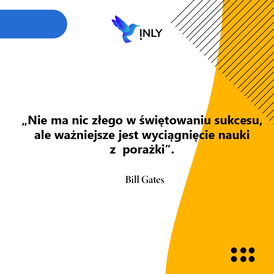 INLY
„Nie ma nic złego w świętowaniu sukcesu,
ale ważniejsze jest wyciągnięcie nauki
z porażki”.
Bill Gates